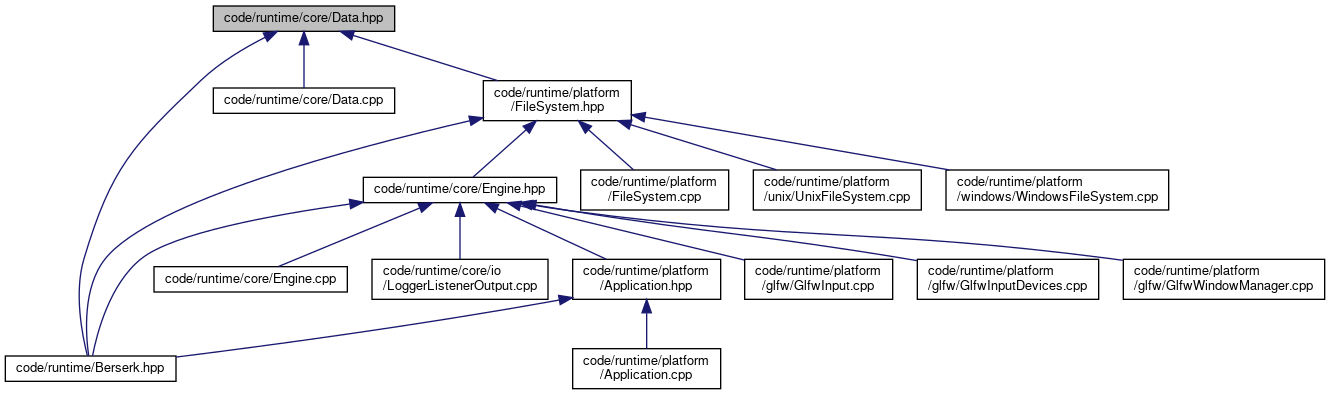 code/runtime/core/Data.hpp
code/runtime/core/Data.cpp
code/runtime/platform
/FileSystem.hpp
code/runtime/core/Engine.hpp
code/runtime/platform
/FileSystem.cpp
code/runtime/platform
/unix/UnixFileSystem.cpp
code/runtime/platform
/windows/WindowsFileSystem.cpp
code/runtime/core/Engine.cpp
code/runtime/core/io
/LoggerListenerOutput.cpp
code/runtime/platform
/Application.hpp
code/runtime/platform
/glfw/GlfwInput.cpp
code/runtime/platform
/glfw/GlfwInputDevices.cpp
code/runtime/platform
/glfw/GlfwWindowManager.cpp
code/runtime/Berserk.hpp
code/runtime/platform
/Application.cpp